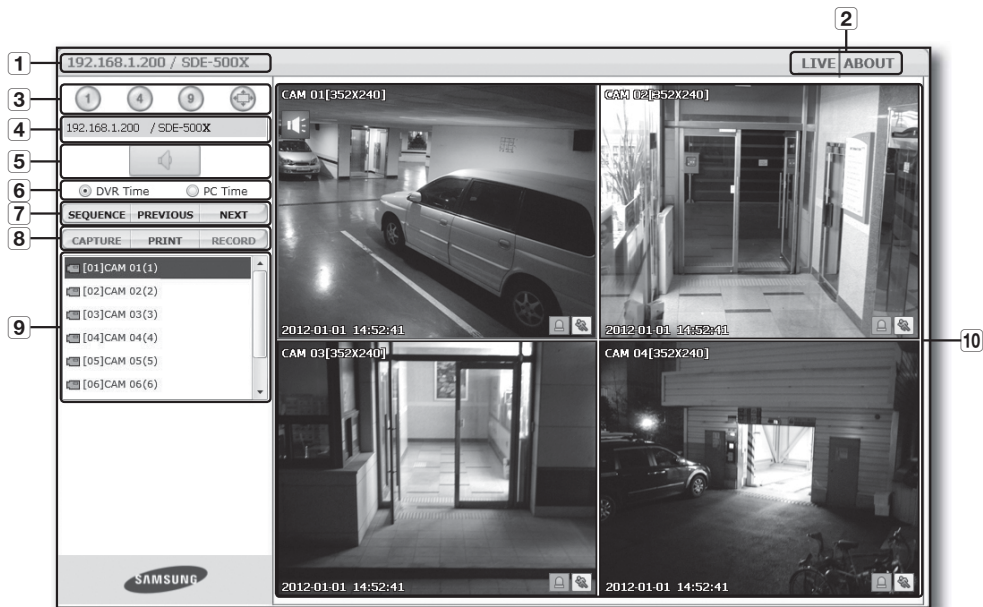 2
1
192.168.1.200 / SDE-500X
LIVE ABOUT
3
1 4 9
4
192.168.1.200 / SDE-500X
5
6
DVR Time PC Time
7
SEQUENCE PREVIOUS NEXT
8
CAPTURE PRINT RECORD
9
[01]CAM 01(1)
[02]CAM 02(2)
[03]CAM 03(3)
[04]CAM 04(4)
[05]CAM 05(5)
[06]CAM 06(6)
SAMSUNG
CAM 01[352X240]
2012-01-01 14:52:41
CAM 02[352X240]
24
10
CAM 03[352X240]
2012-01-01 14:52:41
CAM 04[352X240]
2012-01-01 14:52:41
2012-01-01 14:52:41